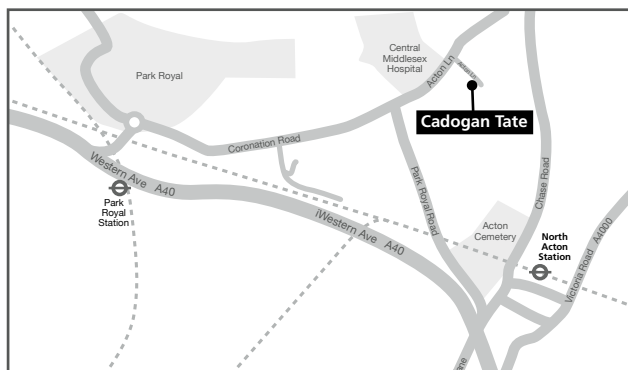 Park Royal
Central
Middlesex
Hospital
Acton Ln
Cadogan Tate
Coronation Road
Western Ave A40
Park
Royal
Station
iWestern Ave A40
Park Royal Road
Chase Road
Acton
Cemetery
North
Acton
Station
Victoria Road A4000